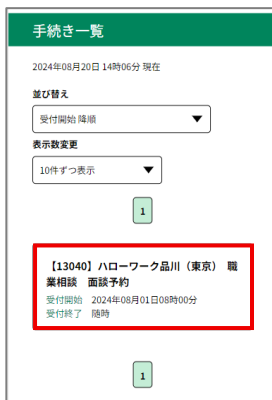 手続き一覧
2024年08月20日 14時06分 現在
並び替え
受付開始 降順
表示数変更
10件ずつ表示
1
【13040】ハローワーク品川（東京） 職
業相談 面談予約
受付開始 2024年08月01日08時00分
受付終了 随時
1